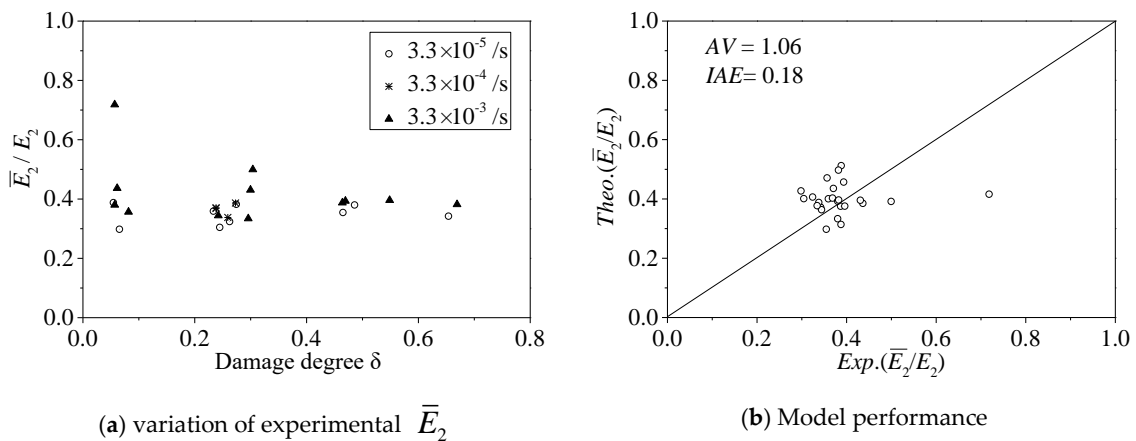 1.0
0.8
0.6
0.4
0.2
0.0
E̅₂ / E₂
3.3×10⁻⁵ /s
3.3×10⁻⁴ /s
3.3×10⁻³ /s
0.0 0.2 0.4 0.6 0.8
Damage degree δ
(a) variation of experimental E̅₂
1.0
0.8
0.6
0.4
0.2
0.0
Theo.(E̅₂/E₂)
AV = 1.06
IAE= 0.18
0.0 0.2 0.4 0.6 0.8 1.0
Exp.(E̅₂/E₂)
(b) Model performance